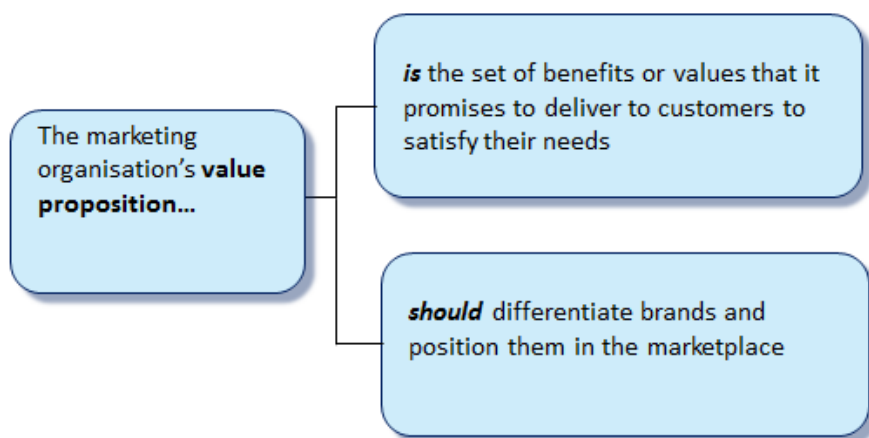 The marketing
organisation’s value
proposition…
is the set of benefits or values that it
promises to deliver to customers to
satisfy their needs
should differentiate brands and
position them in the marketplace